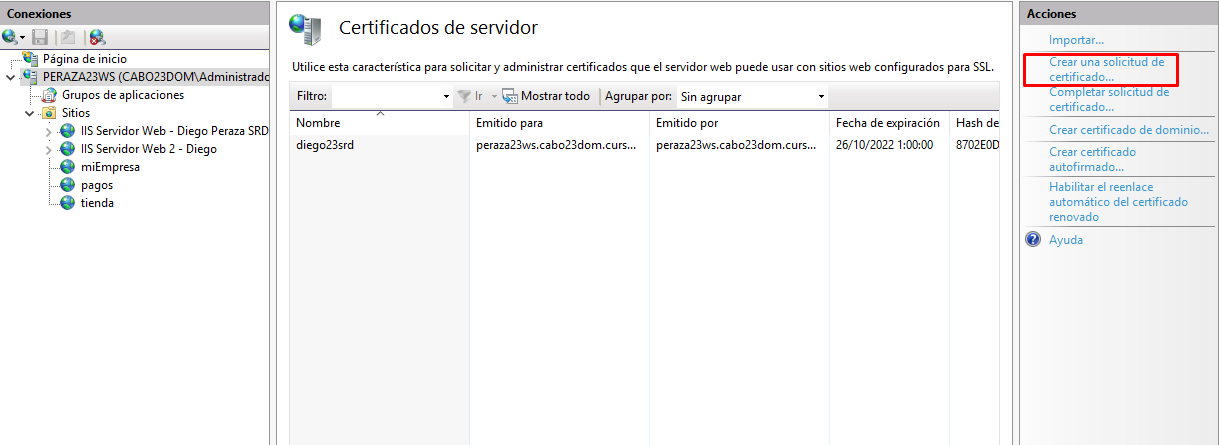 Conexiones
Página de inicio
PERAZA23WS (CABO23DOM\Administrado
Grupos de aplicaciones
Sitios
IIS Servidor Web - Diego Peraza SRD
IIS Servidor Web 2 - Diego
miEmpresa
pagos
tienda
Certificados de servidor
Utilice esta característica para solicitar y administrar certificados que el servidor web puede usar con sitios web configurados para SSL.
Filtro: Ir Mostrar todo Agrupar por: Sin agrupar
Nombre Emitido para Emitido por Fecha de expiración Hash de
diego23srd peraza23ws.cabo23dom.curs... peraza23ws.cabo23dom.curs... 26/10/2022 1:00:00 8702E0D
Acciones
Importar...
Crear una solicitud de
certificado...
Completar solicitud de
certificado...
Crear certificado de dominio...
Crear certificado
autofirmado...
Habilitar el reenlace
automático del certificado
renovado
Ayuda